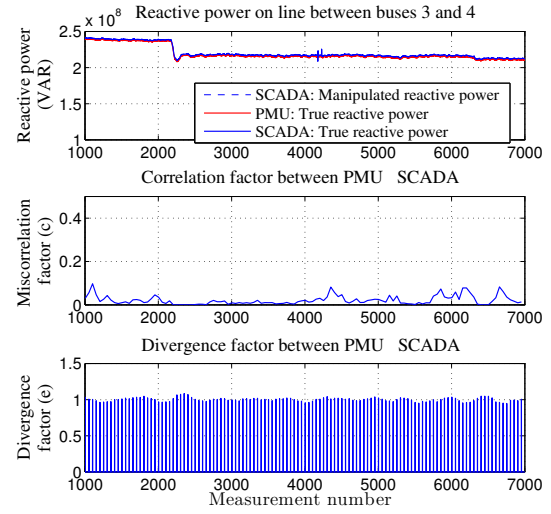 Reactive power on line between buses 3 and 4
x 10^8
2.5
2
1.5
1
Reactive power
(VAR)
SCADA: Manipulated reactive power
PMU: True reactive power
SCADA: True reactive power
1000 2000 3000 4000 5000 6000 7000
Correlation factor between PMU SCADA
0.4
0.2
0
Miscorrelation
factor (c)
1000 2000 3000 4000 5000 6000 7000
Divergence factor between PMU SCADA
1.5
1
0.5
0
Divergence
factor (e)
1000 2000 3000 4000 5000 6000 7000
Measurement number